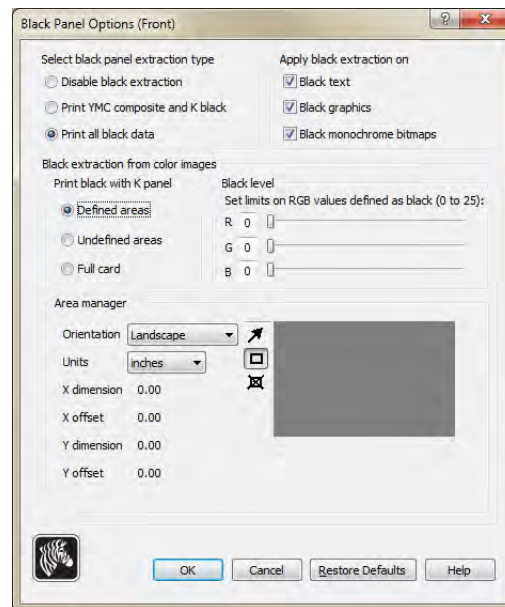 Black Panel Options (Front)
Select black panel extraction type
Disable black extraction
Print YMC composite and K black
Print all black data
Apply black extraction on
Black text
Black graphics
Black monochrome bitmaps
Black extraction from color images
Print black with K panel
Defined areas
Undefined areas
Full card
Black level
Set limits on RGB values defined as black (0 to 25):
R 0
G 0
B 0
Area manager
Orientation Landscape
Units inches
X dimension 0.00
X offset 0.00
Y dimension 0.00
Y offset 0.00
OK Cancel Restore Defaults Help